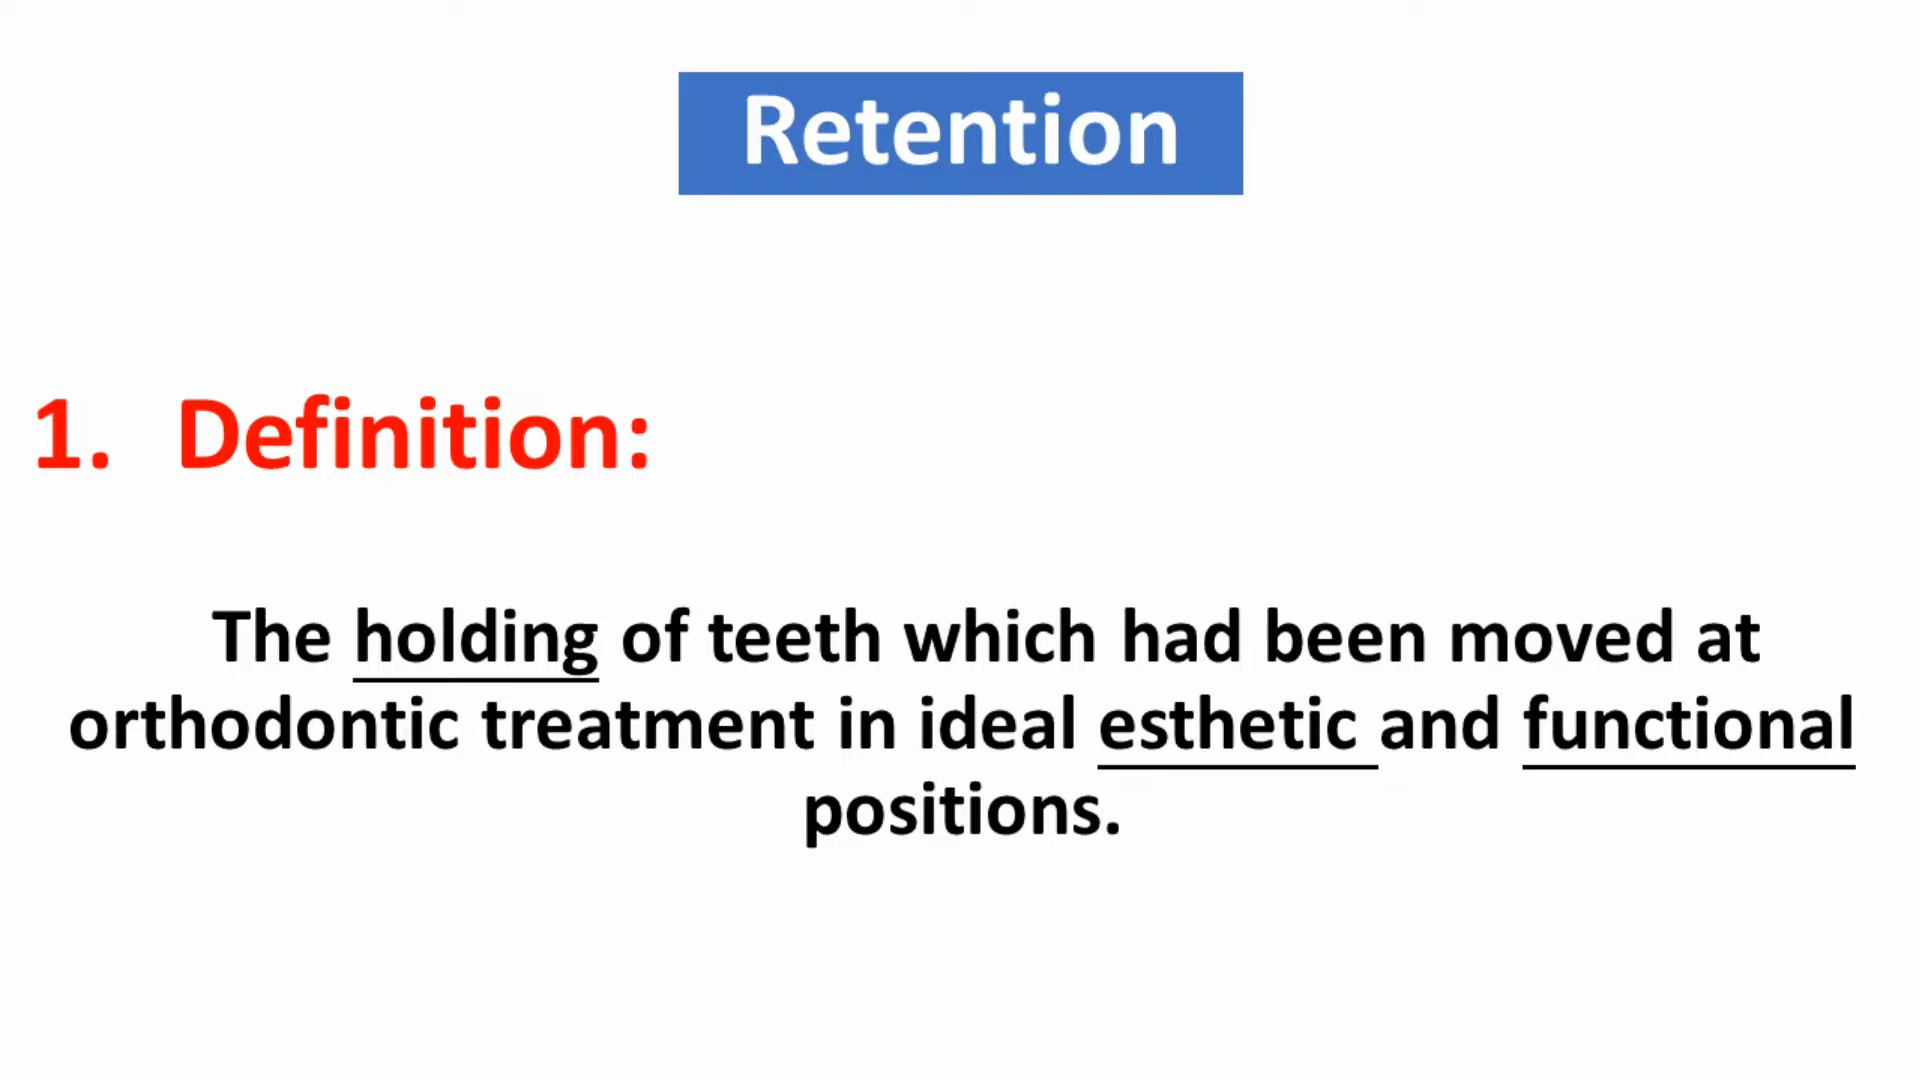 Retention
1. Definition:
The holding of teeth which had been moved at
orthodontic treatment in ideal esthetic and functional
positions.